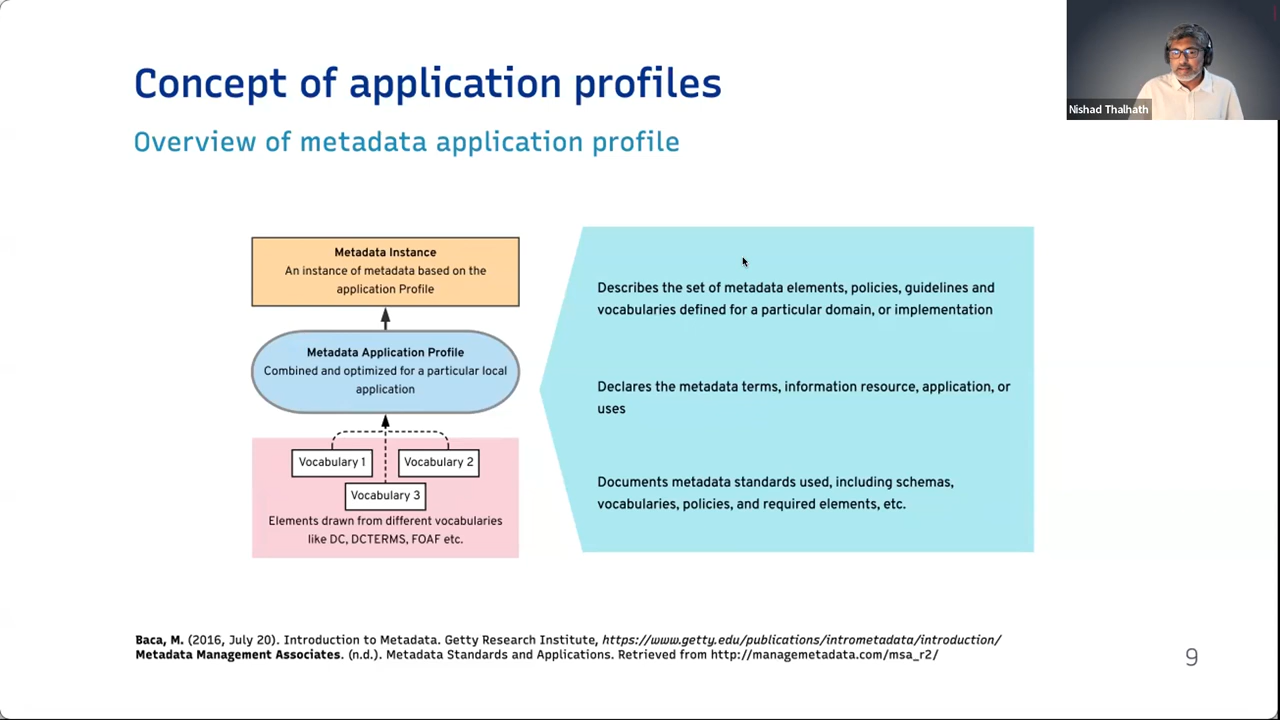 Concept of application profiles
Overview of metadata application profile
Nishad Thalhath
Metadata Instance
An instance of metadata based on the
application Profile
Metadata Application Profile
Combined and optimized for a particular local
application
Vocabulary 1
Vocabulary 2
Vocabulary 3
Elements drawn from different vocabularies
like DC, DCTERMS, FOAF etc.
Describes the set of metadata elements, policies, guidelines and
vocabularies defined for a particular domain, or implementation
Declares the metadata terms, information resource, application, or
uses
Documents metadata standards used, including schemas,
vocabularies, policies, and required elements, etc.
Baca, M. (2016, July 20). Introduction to Metadata. Getty Research Institute, https://www.getty.edu/publications/intrometadata/introduction/
Metadata Management Associates. (n.d.). Metadata Standards and Applications. Retrieved from http://managemetadata.com/msa_r2/
9